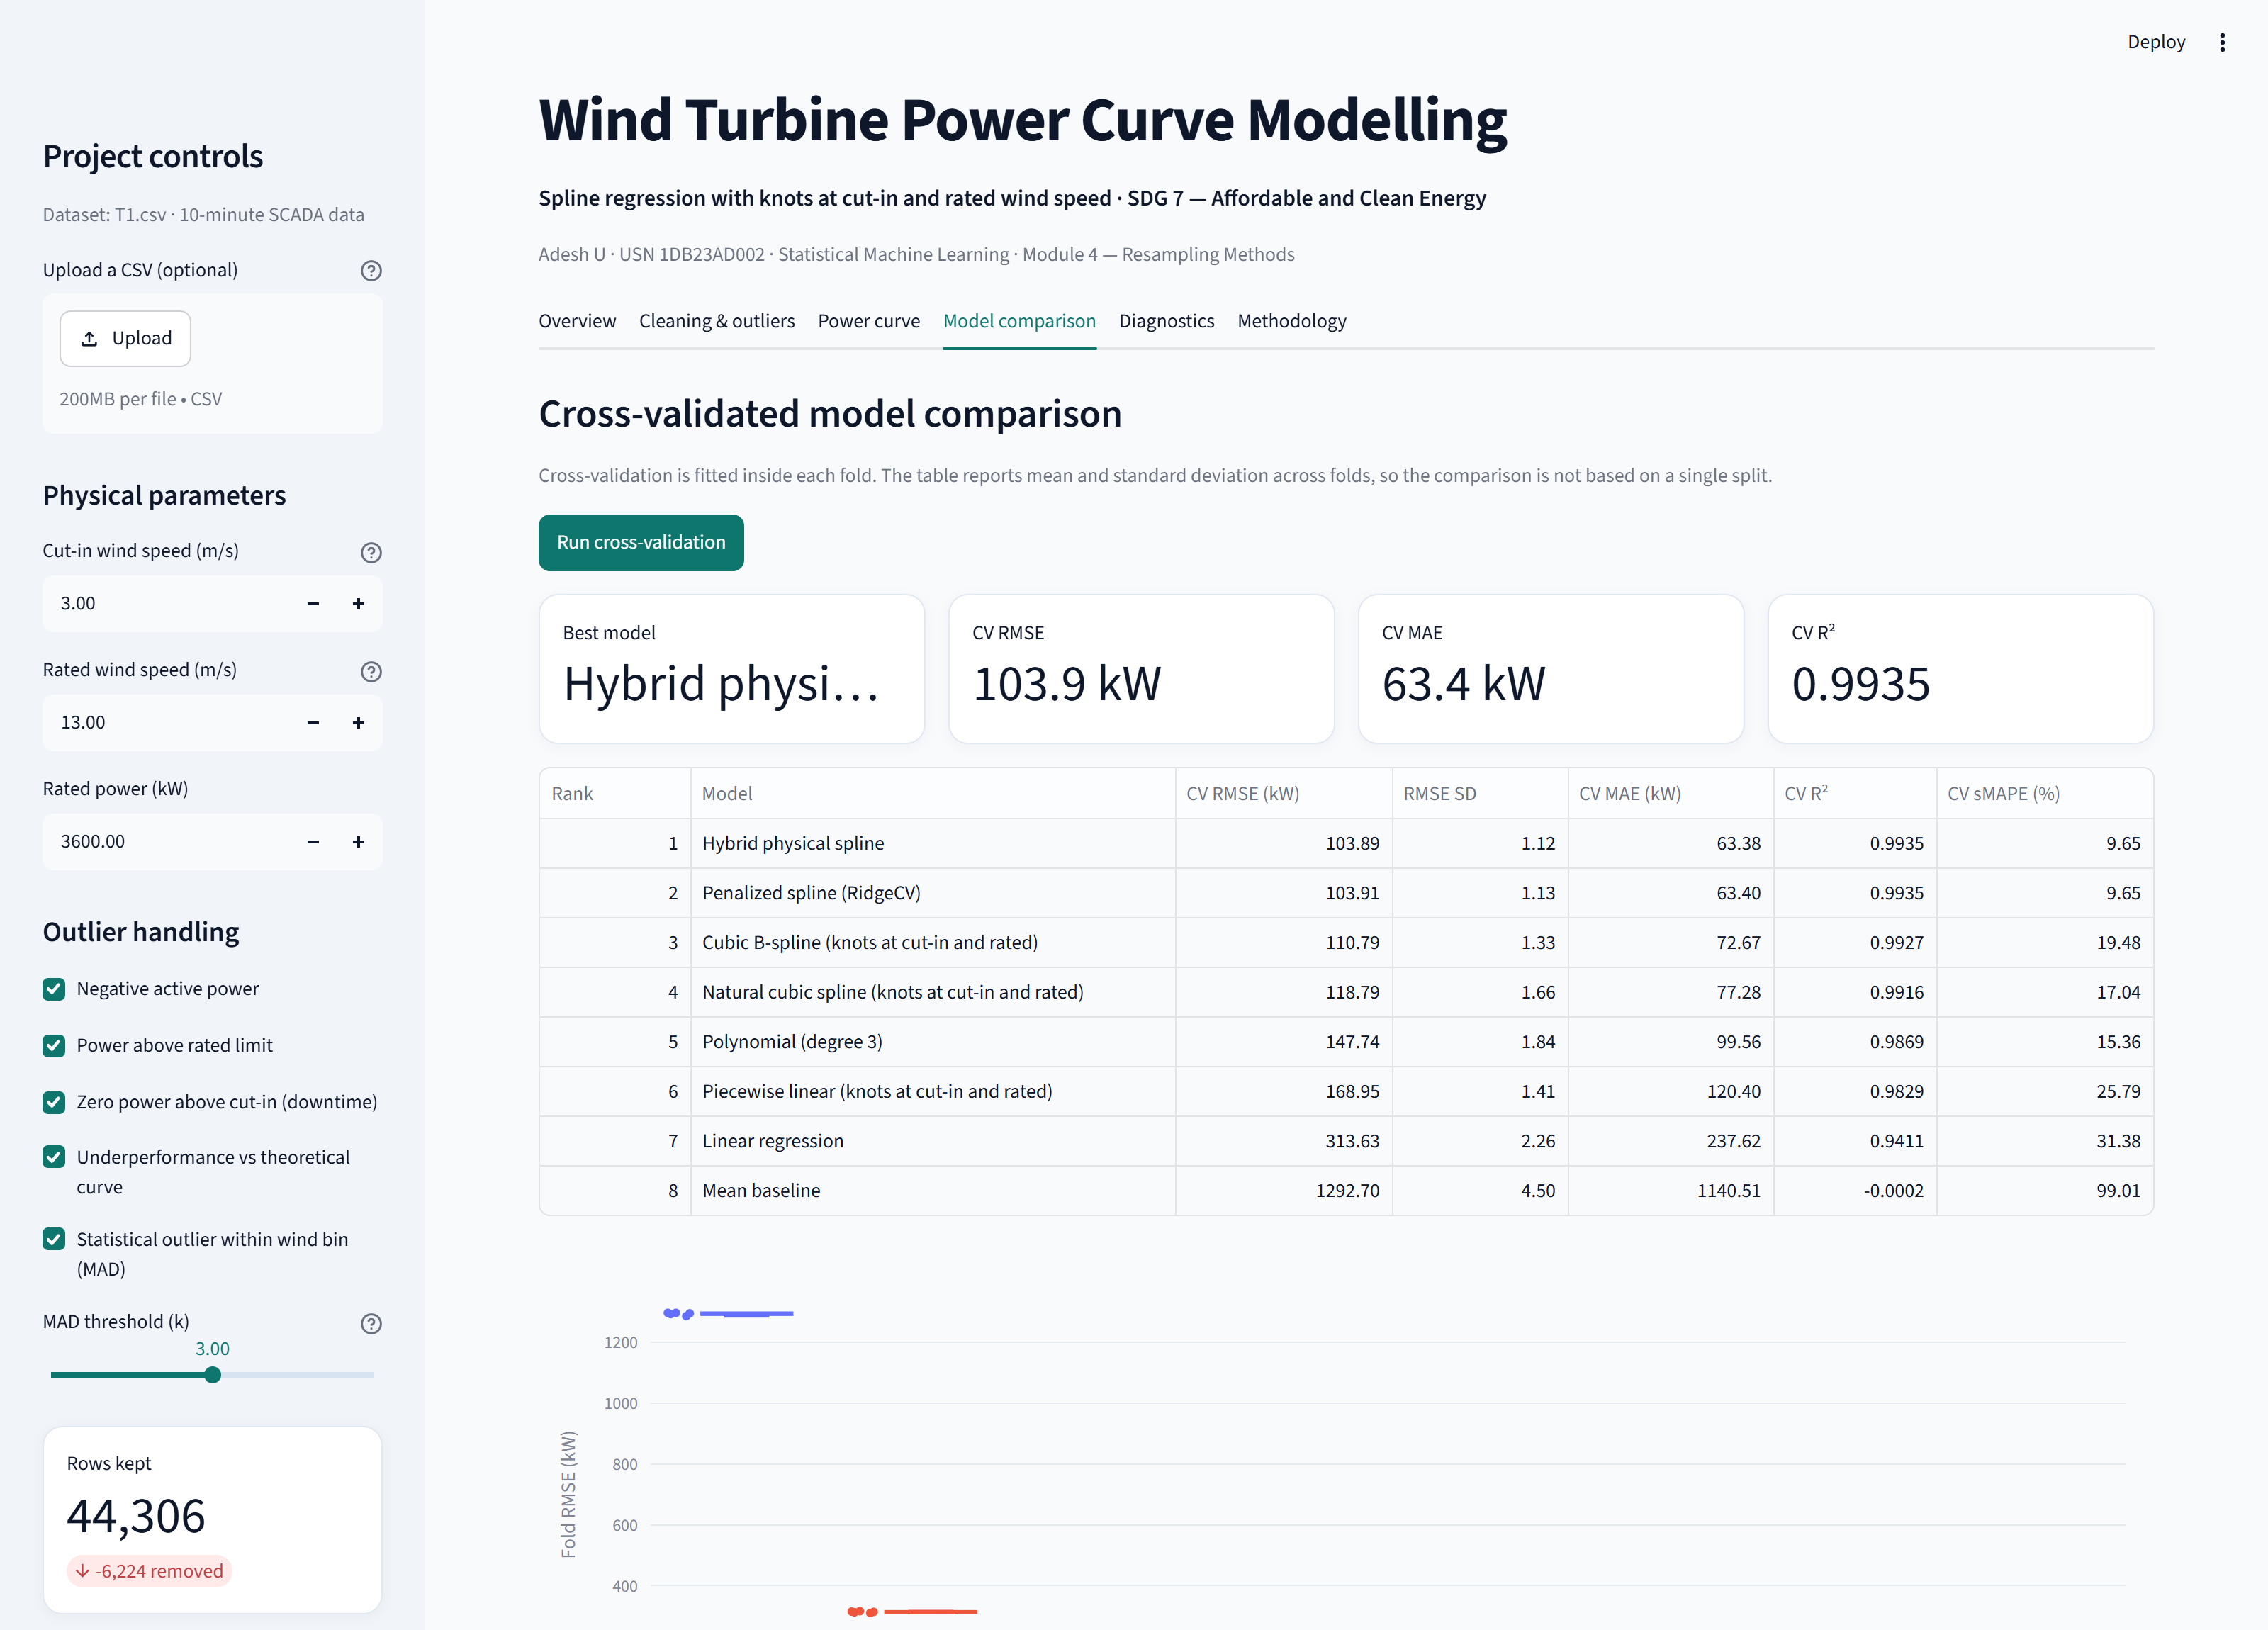 Deploy
Project controls
Dataset: T1.csv · 10-minute SCADA data
Upload a CSV (optional)
Upload
200MB per file • CSV
Physical parameters
Cut-in wind speed (m/s)
3.00
Rated wind speed (m/s)
13.00
Rated power (kW)
3600.00
Outlier handling
Negative active power
Power above rated limit
Zero power above cut-in (downtime)
Underperformance vs theoretical
curve
Statistical outlier within wind bin
(MAD)
MAD threshold (k)
3.00
Rows kept
44,306
-6,224 removed
Wind Turbine Power Curve Modelling
Spline regression with knots at cut-in and rated wind speed · SDG 7 — Affordable and Clean Energy
Adesh U · USN 1DB23AD002 · Statistical Machine Learning · Module 4 — Resampling Methods
Overview Cleaning & outliers Power curve Model comparison Diagnostics Methodology
Cross-validated model comparison
Cross-validation is fitted inside each fold. The table reports mean and standard deviation across folds, so the comparison is not based on a single split.
Run cross-validation
Best model
Hybrid physi…
CV RMSE
103.9 kW
CV MAE
63.4 kW
CV R²
0.9935
Rank Model CV RMSE (kW) RMSE SD CV MAE (kW) CV R² CV sMAPE (%)
1 Hybrid physical spline 103.89 1.12 63.38 0.9935 9.65
2 Penalized spline (RidgeCV) 103.91 1.13 63.40 0.9935 9.65
3 Cubic B-spline (knots at cut-in and rated) 110.79 1.33 72.67 0.9927 19.48
4 Natural cubic spline (knots at cut-in and rated) 118.79 1.66 77.28 0.9916 17.04
5 Polynomial (degree 3) 147.74 1.84 99.56 0.9869 15.36
6 Piecewise linear (knots at cut-in and rated) 168.95 1.41 120.40 0.9829 25.79
7 Linear regression 313.63 2.26 237.62 0.9411 31.38
8 Mean baseline 1292.70 4.50 1140.51 -0.0002 99.01
Fold RMSE (kW)
1200
1000
800
600
400